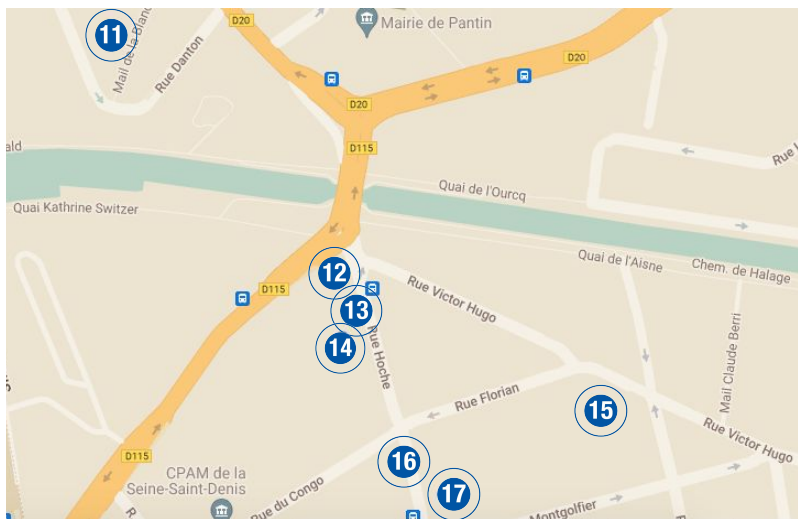 11
Mail de la Blanc
Rue Danton
D20
Mairie de Pantin
D20
D20
D115
ald
Quai Kathrine Switzer
Quai de l'Ourcq
Quai de l'Aisne
Chem. de Halage
12
D115
13
Rue Victor Hugo
14
Rue Hoche
Mail Claude Berri
Rue Florian
15
Rue Victor Hugo
D115
16
CPAM de la
Seine-Saint-Denis
17
Rue du Congo
Montgolfier